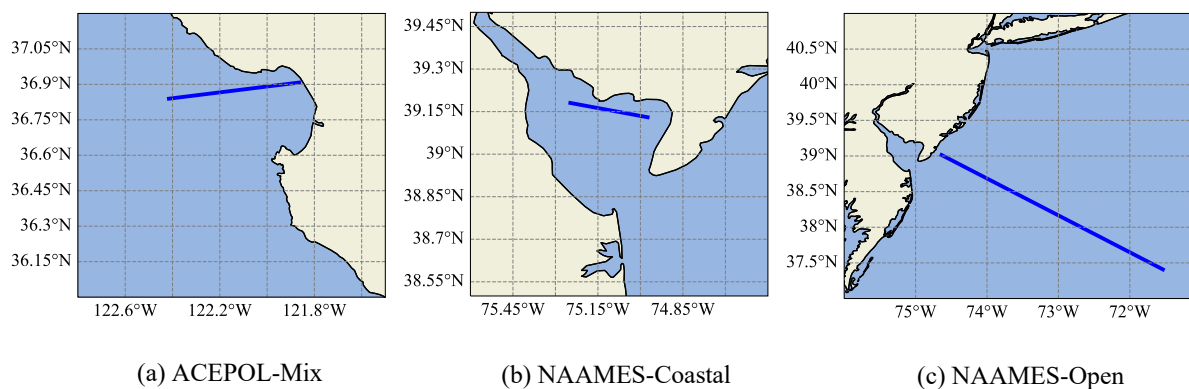 37.05°N
36.9°N
36.75°N
36.6°N
36.45°N
36.3°N
36.15°N
122.6°W 122.2°W 121.8°W
(a) ACEPOL-Mix
39.45°N
39.3°N
39.15°N
39°N
38.85°N
38.7°N
38.55°N
75.45°W 75.15°W 74.85°W
(b) NAAMES-Coastal
40.5°N
40°N
39.5°N
39°N
38.5°N
38°N
37.5°N
75°W 74°W 73°W 72°W
(c) NAAMES-Open